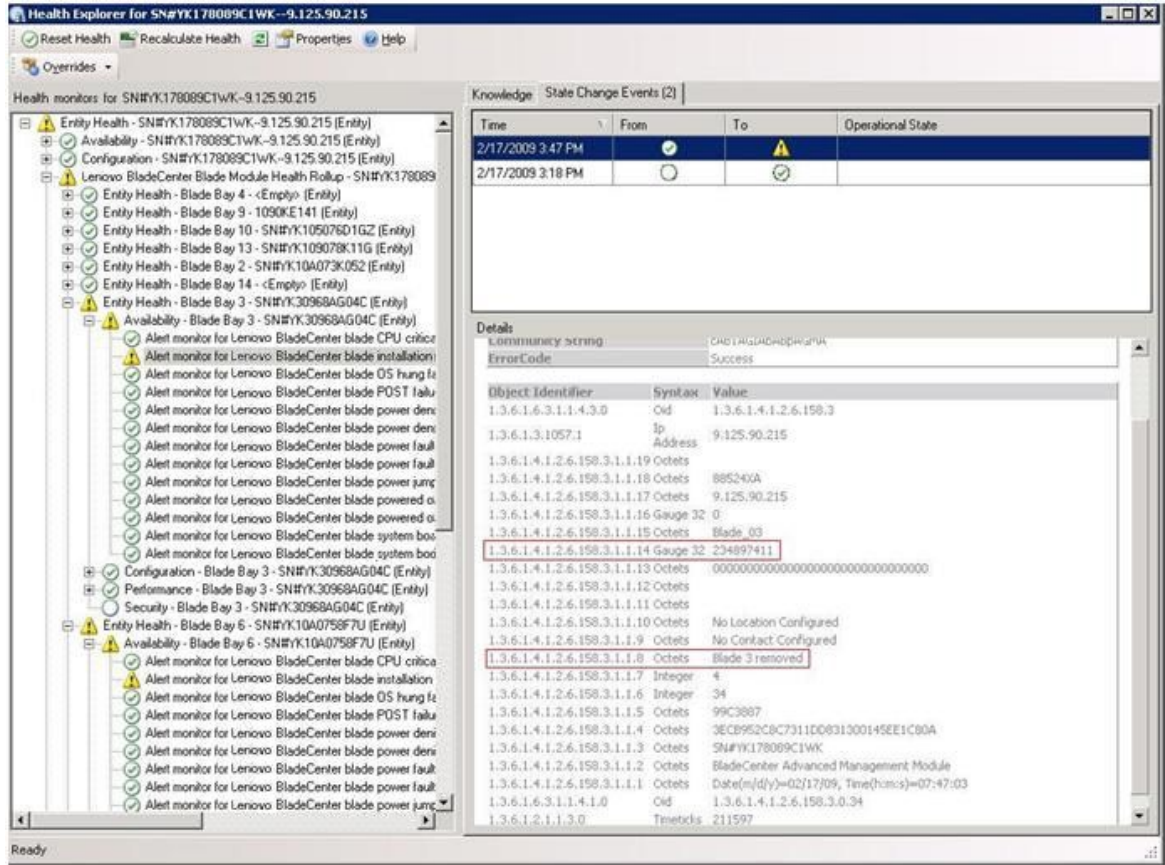 Health Explorer for SN#YK178089C1WK--9.125.90.215
Reset Health Recalculate Health Properties Help
Overrides
Health monitors for SN#YK178089C1WK--9.125.90.215
Entity Health - SN#YK178089C1WK--9.125.90.215 (Entity)
Availability - SN#YK178089C1WK--9.125.90.215 (Entity)
Configuration - SN#YK178089C1WK--9.125.90.215 (Entity)
Lenovo BladeCenter Blade Module Health Rollup - SN#YK178089
Entity Health - Blade Bay 4 - <Empty> (Entity)
Entity Health - Blade Bay 9 - 1090KE141 (Entity)
Entity Health - Blade Bay 10 - SN#YK105076D1GZ (Entity)
Entity Health - Blade Bay 13 - SN#YK109078K11G (Entity)
Entity Health - Blade Bay 2 - SN#YK10A073K052 (Entity)
Entity Health - Blade Bay 14 - <Empty> (Entity)
Entity Health - Blade Bay 3 - SN#YK30968AG04C (Entity)
Availability - Blade Bay 3 - SN#YK30968AG04C (Entity)
Alert monitor for Lenovo BladeCenter blade CPU critica
Alert monitor for Lenovo BladeCenter blade installation
Alert monitor for Lenovo BladeCenter blade OS hung fa
Alert monitor for Lenovo BladeCenter blade POST failu
Alert monitor for Lenovo BladeCenter blade power deni
Alert monitor for Lenovo BladeCenter blade power deni
Alert monitor for Lenovo BladeCenter blade power fault
Alert monitor for Lenovo BladeCenter blade power fault
Alert monitor for Lenovo BladeCenter blade power jump
Alert monitor for Lenovo BladeCenter blade powered o
Alert monitor for Lenovo BladeCenter blade powered o
Alert monitor for Lenovo BladeCenter blade system boa
Alert monitor for Lenovo BladeCenter blade system boo
Configuration - Blade Bay 3 - SN#YK30968AG04C (Entity)
Performance - Blade Bay 3 - SN#YK30968AG04C (Entity)
Security - Blade Bay 3 - SN#YK30968AG04C (Entity)
Entity Health - Blade Bay 6 - SN#YK10A0758F7U (Entity)
Availability - Blade Bay 6 - SN#YK10A0758F7U (Entity)
Alert monitor for Lenovo BladeCenter blade CPU critica
Alert monitor for Lenovo BladeCenter blade installation
Alert monitor for Lenovo BladeCenter blade OS hung fa
Alert monitor for Lenovo BladeCenter blade POST failu
Alert monitor for Lenovo BladeCenter blade power deni
Alert monitor for Lenovo BladeCenter blade power deni
Alert monitor for Lenovo BladeCenter blade power fault
Alert monitor for Lenovo BladeCenter blade power fault
Alert monitor for Lenovo BladeCenter blade power jump
Knowledge State Change Events (2)
Time From To Operational State
2/17/2009 3:47 PM
2/17/2009 3:18 PM
Details
Community String
ErrorCode Success
Object Identifier Syntax Value
1.3.6.1.6.3.1.1.4.3.0 Oid 1.3.6.1.4.1.2.6.158.3
1.3.6.1.3.1057.1 Ip Address 9.125.90.215
1.3.6.1.4.1.2.6.158.3.1.1.19 Octets
1.3.6.1.4.1.2.6.158.3.1.1.18 Octets 88524XA
1.3.6.1.4.1.2.6.158.3.1.1.17 Octets 9.125.90.215
1.3.6.1.4.1.2.6.158.3.1.1.16 Gauge 32 0
1.3.6.1.4.1.2.6.158.3.1.1.15 Octets Blade_03
1.3.6.1.4.1.2.6.158.3.1.1.14 Gauge 32 234897411
1.3.6.1.4.1.2.6.158.3.1.1.13 Octets 00000000000000000000000000000000
1.3.6.1.4.1.2.6.158.3.1.1.12 Octets
1.3.6.1.4.1.2.6.158.3.1.1.11 Octets
1.3.6.1.4.1.2.6.158.3.1.1.10 Octets No Location Configured
1.3.6.1.4.1.2.6.158.3.1.1.9 Octets No Contact Configured
1.3.6.1.4.1.2.6.158.3.1.1.8 Octets Blade 3 removed
1.3.6.1.4.1.2.6.158.3.1.1.7 Integer 4
1.3.6.1.4.1.2.6.158.3.1.1.6 Integer 34
1.3.6.1.4.1.2.6.158.3.1.1.5 Octets 99C3887
1.3.6.1.4.1.2.6.158.3.1.1.4 Octets 3ECB952C8C7311DD831300145EE1C80A
1.3.6.1.4.1.2.6.158.3.1.1.3 Octets SN#YK178089C1WK
1.3.6.1.4.1.2.6.158.3.1.1.2 Octets BladeCenter Advanced Management Module
1.3.6.1.4.1.2.6.158.3.1.1.1 Octets Date(m/d/y)=02/17/09, Time(h:m:s)=07:47:03
1.3.6.1.6.3.1.1.4.1.0 Oid 1.3.6.1.4.1.2.6.158.3.0.34
1.3.6.1.2.1.1.3.0 Timeticks 211597
Ready